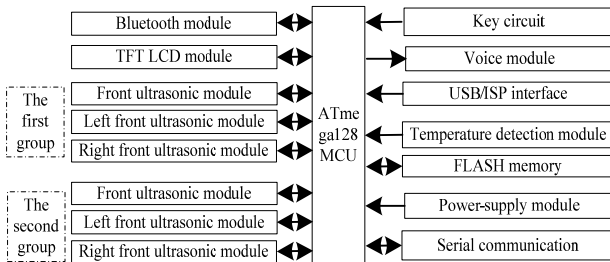 Bluetooth module
TFT LCD module
The
first
group
Front ultrasonic module
Left front ultrasonic module
Right front ultrasonic module
The
second
group
Front ultrasonic module
Left front ultrasonic module
Right front ultrasonic module
ATme
ga128
MCU
Key circuit
Voice module
USB/ISP interface
Temperature detection module
FLASH memory
Power-supply module
Serial communication